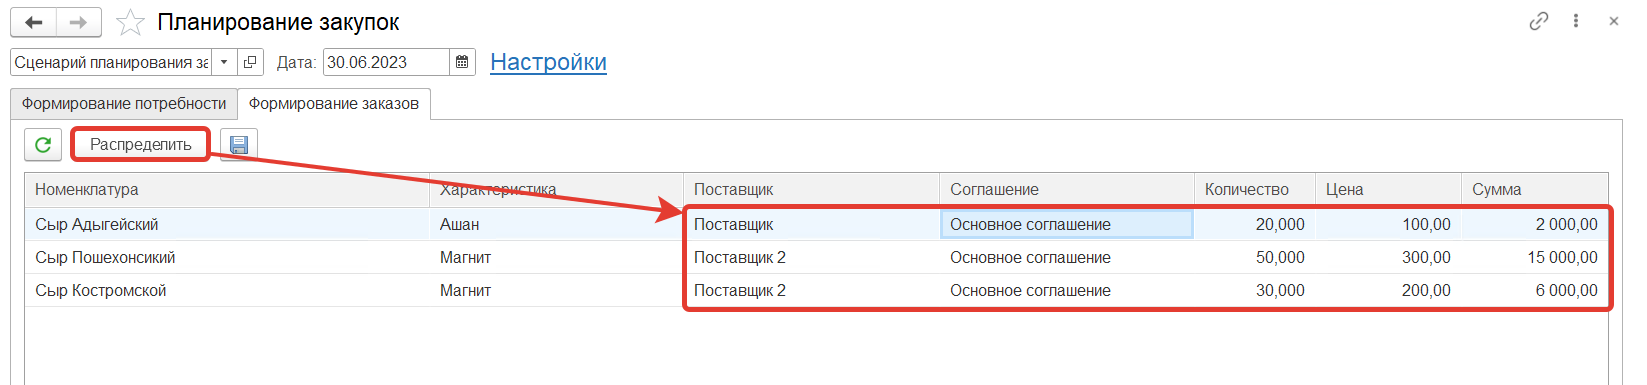 Планирование закупок
Сценарий планирования за Дата: 30.06.2023 Настройки
Формирование потребности Формирование заказов
Распределить
Номенклатура Характеристика Поставщик Соглашение Количество Цена Сумма
Сыр Адыгейский Ашан Поставщик Основное соглашение 20,000 100,00 2 000,00
Сыр Пошехонсикий Магнит Поставщик 2 Основное соглашение 50,000 300,00 15 000,00
Сыр Костромской Магнит Поставщик 2 Основное соглашение 30,000 200,00 6 000,00